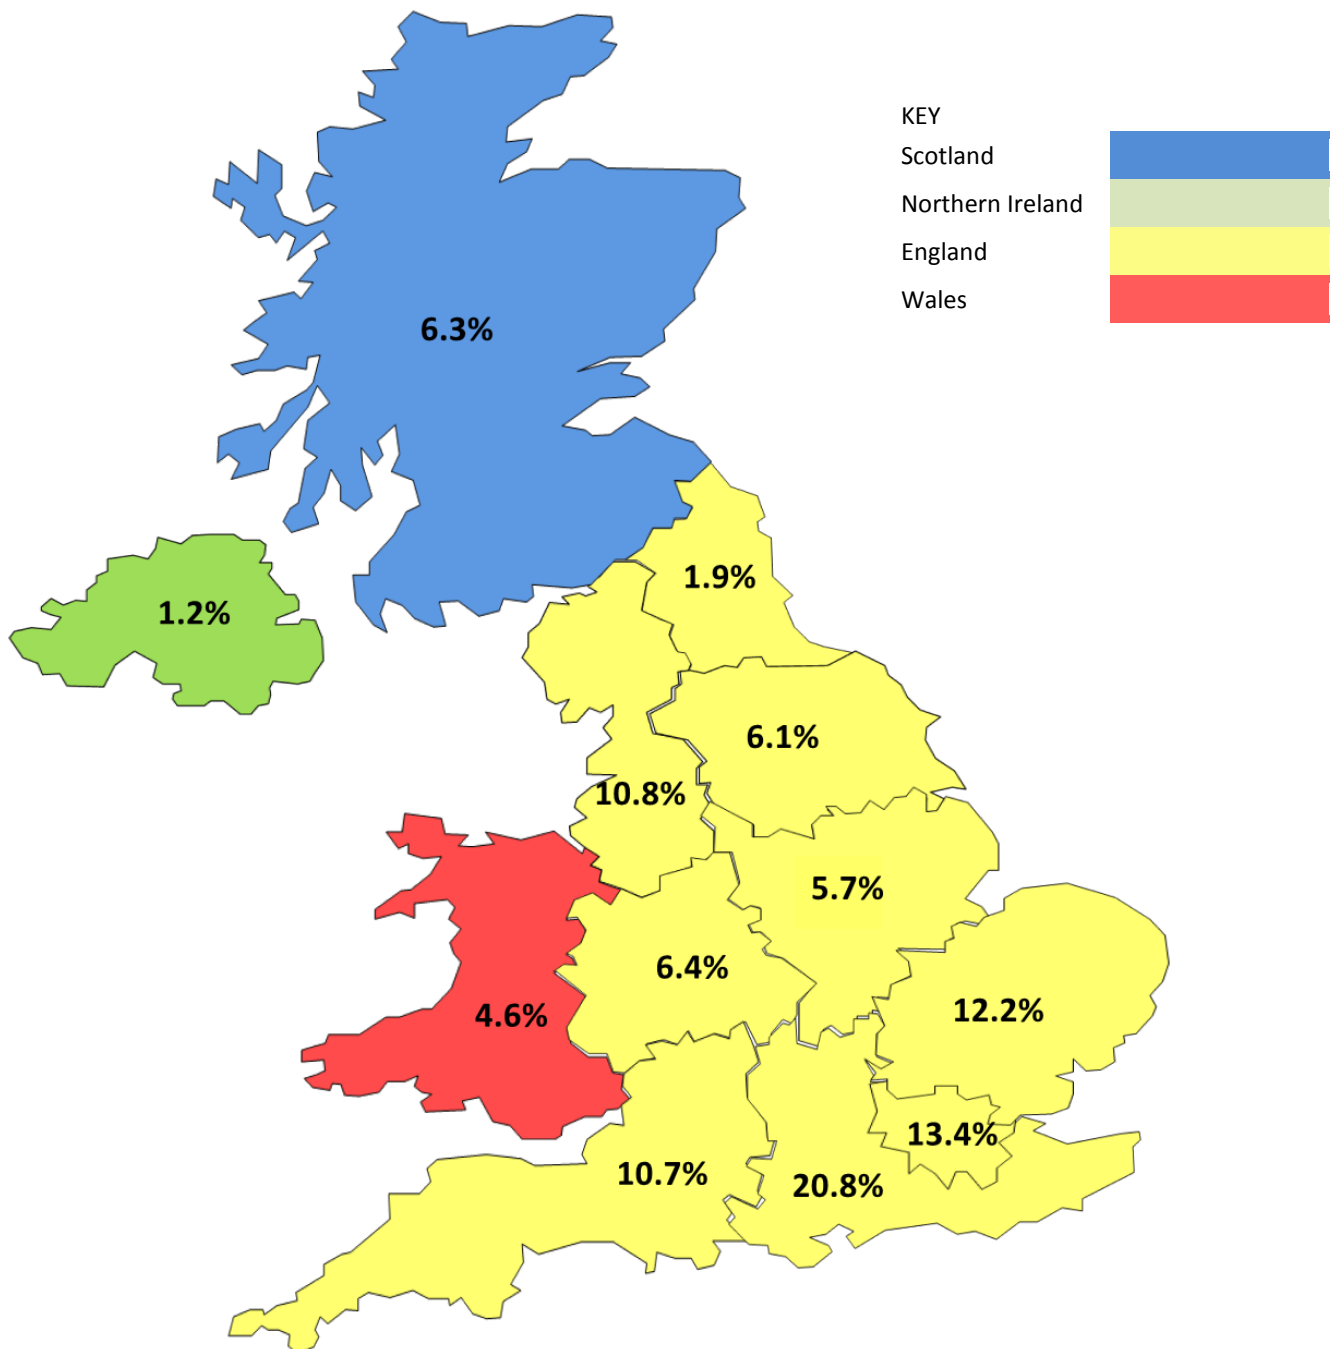 KEY
Scotland
Northern Ireland
England
Wales
6.3%
1.9%
1.2%
6.1%
10.8%
5.7%
6.4%
12.2%
4.6%
13.4%
10.7%
20.8%